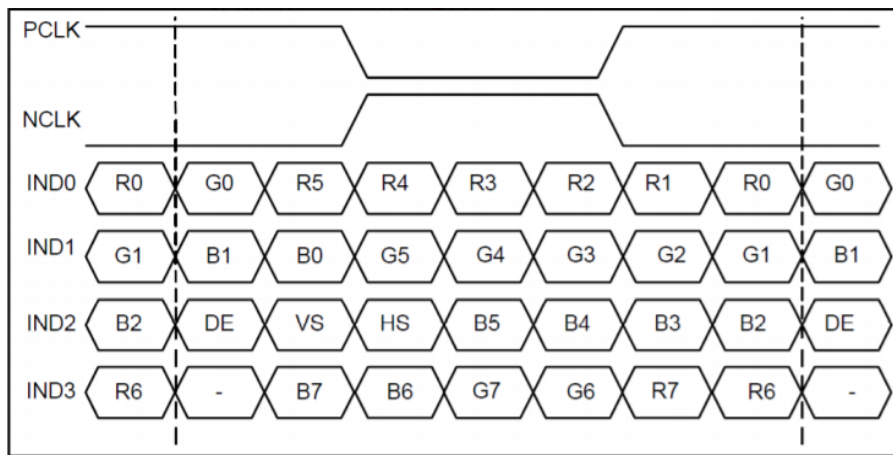 PCLK
NCLK
IND0 R0 G0 R5 R4 R3 R2 R1 R0 G0
IND1 G1 B1 B0 G5 G4 G3 G2 G1 B1
IND2 B2 DE VS HS B5 B4 B3 B2 DE
IND3 R6 - B7 B6 G7 G6 R7 R6 -